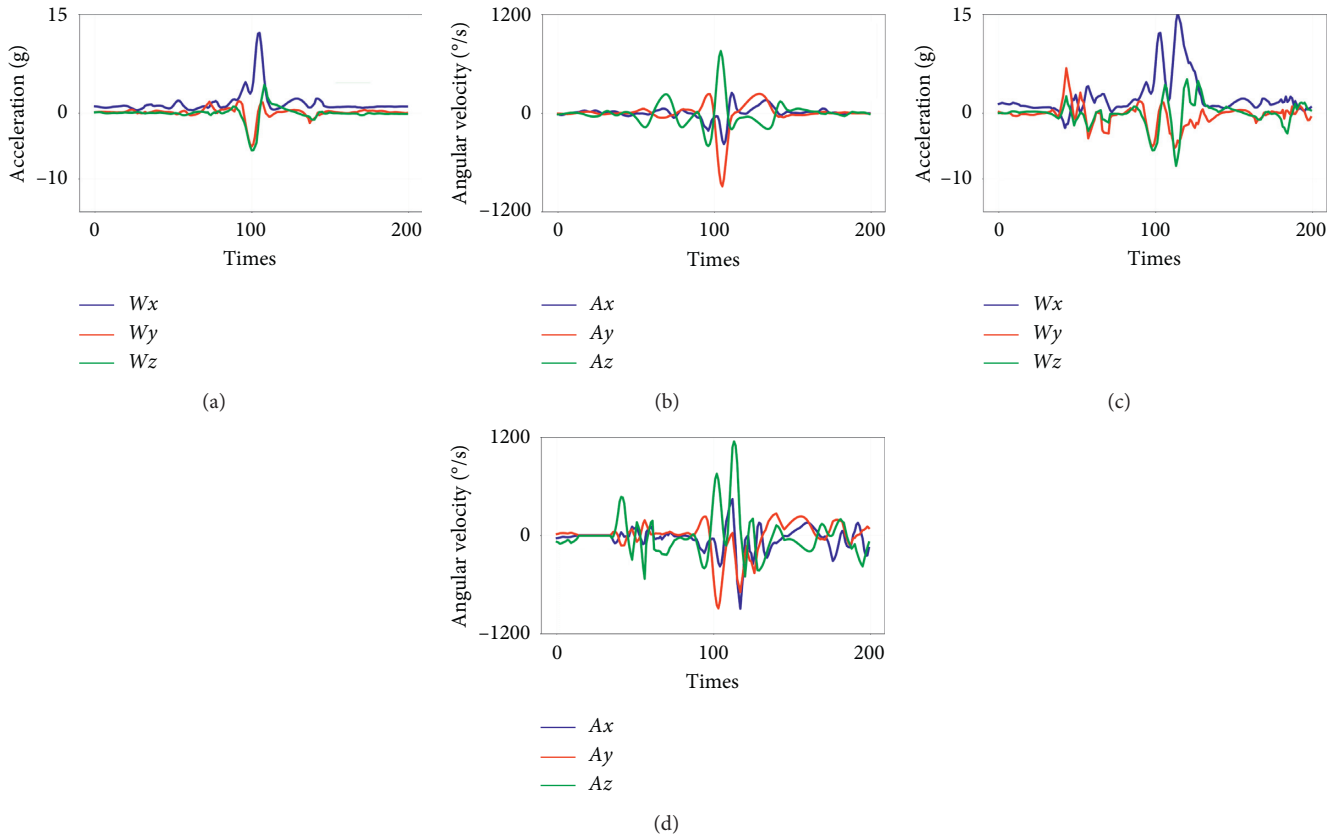 15
0
−10
Acceleration (g)
0 100 200
Times
Wx
Wy
Wz
(a)
1200
0
−1200
Angular velocity (°/s)
0 100 200
Times
Ax
Ay
Az
(b)
15
0
−10
Acceleration (g)
0 100 200
Times
Wx
Wy
Wz
(c)
1200
0
−1200
Angular velocity (°/s)
0 100 200
Times
Ax
Ay
Az
(d)